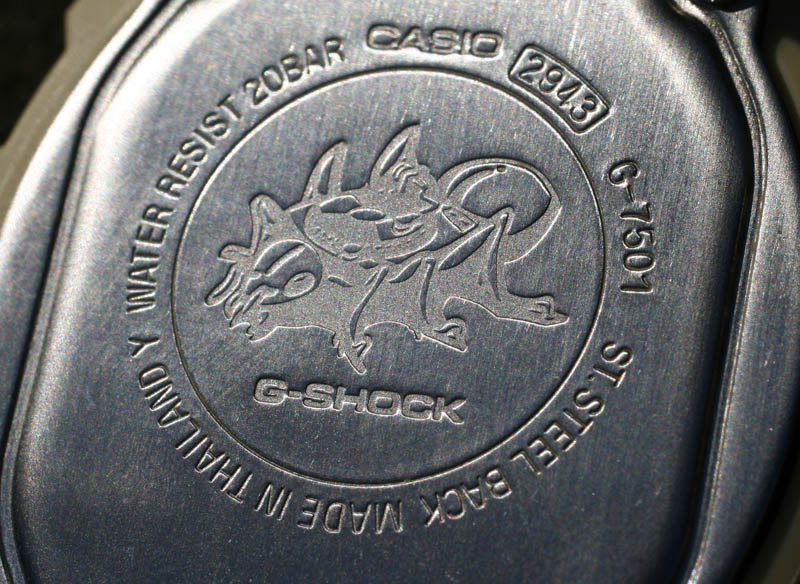 CASIO
2943
G-7501
ST. STEEL BACK MADE IN THAILAND Y WATER RESIST 20BAR
G-SHOCK